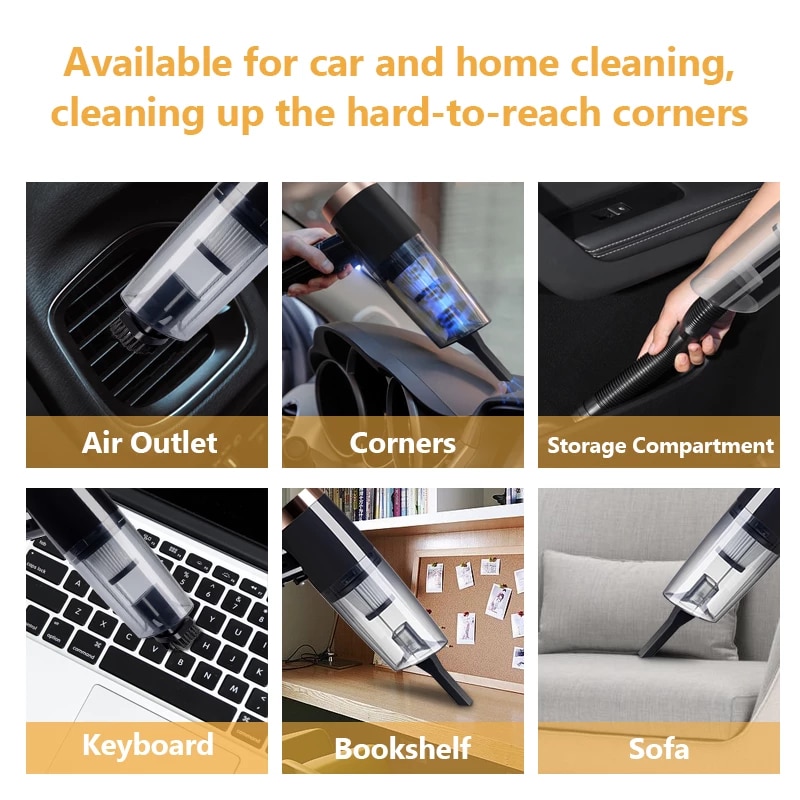 Available for car and home cleaning,
cleaning up the hard-to-reach corners
Air Outlet
Corners
Storage Compartment
Keyboard
Bookshelf
Sofa